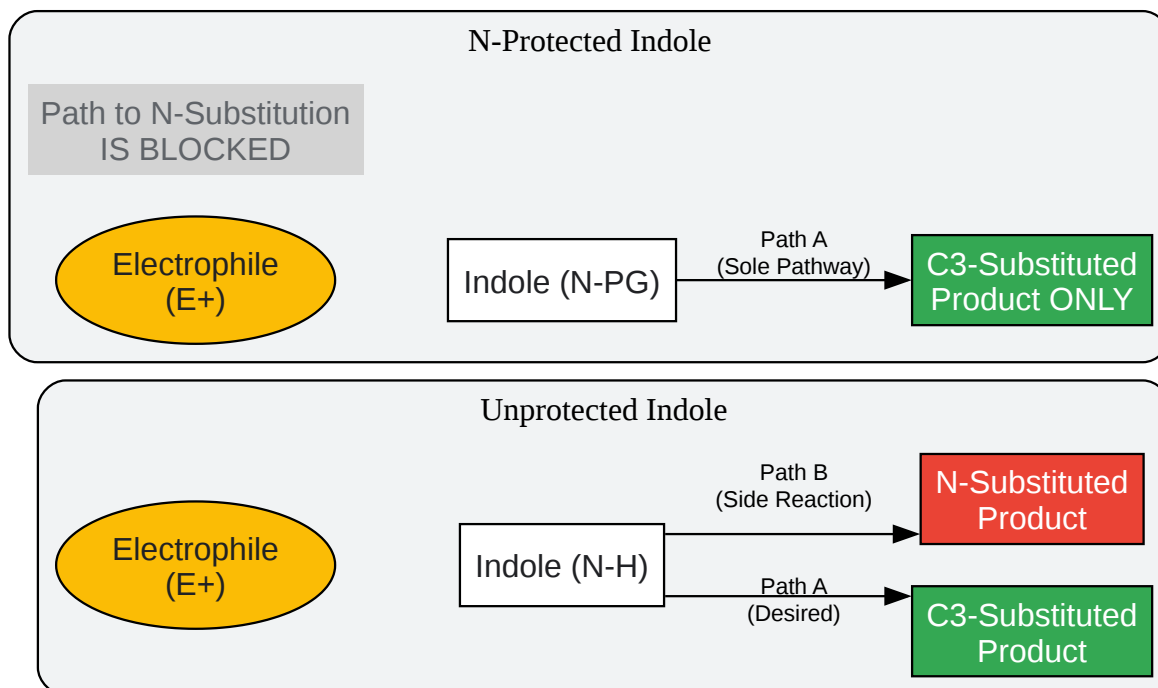 N-Protected Indole
Path to N-Substitution
IS BLOCKED
Electrophile
(E+)
Indole (N-PG)
Path A
(Sole Pathway)
C3-Substituted
Product ONLY
Unprotected Indole
Electrophile
(E+)
Indole (N-H)
Path B
(Side Reaction)
N-Substituted
Product
Path A
(Desired)
C3-Substituted
Product